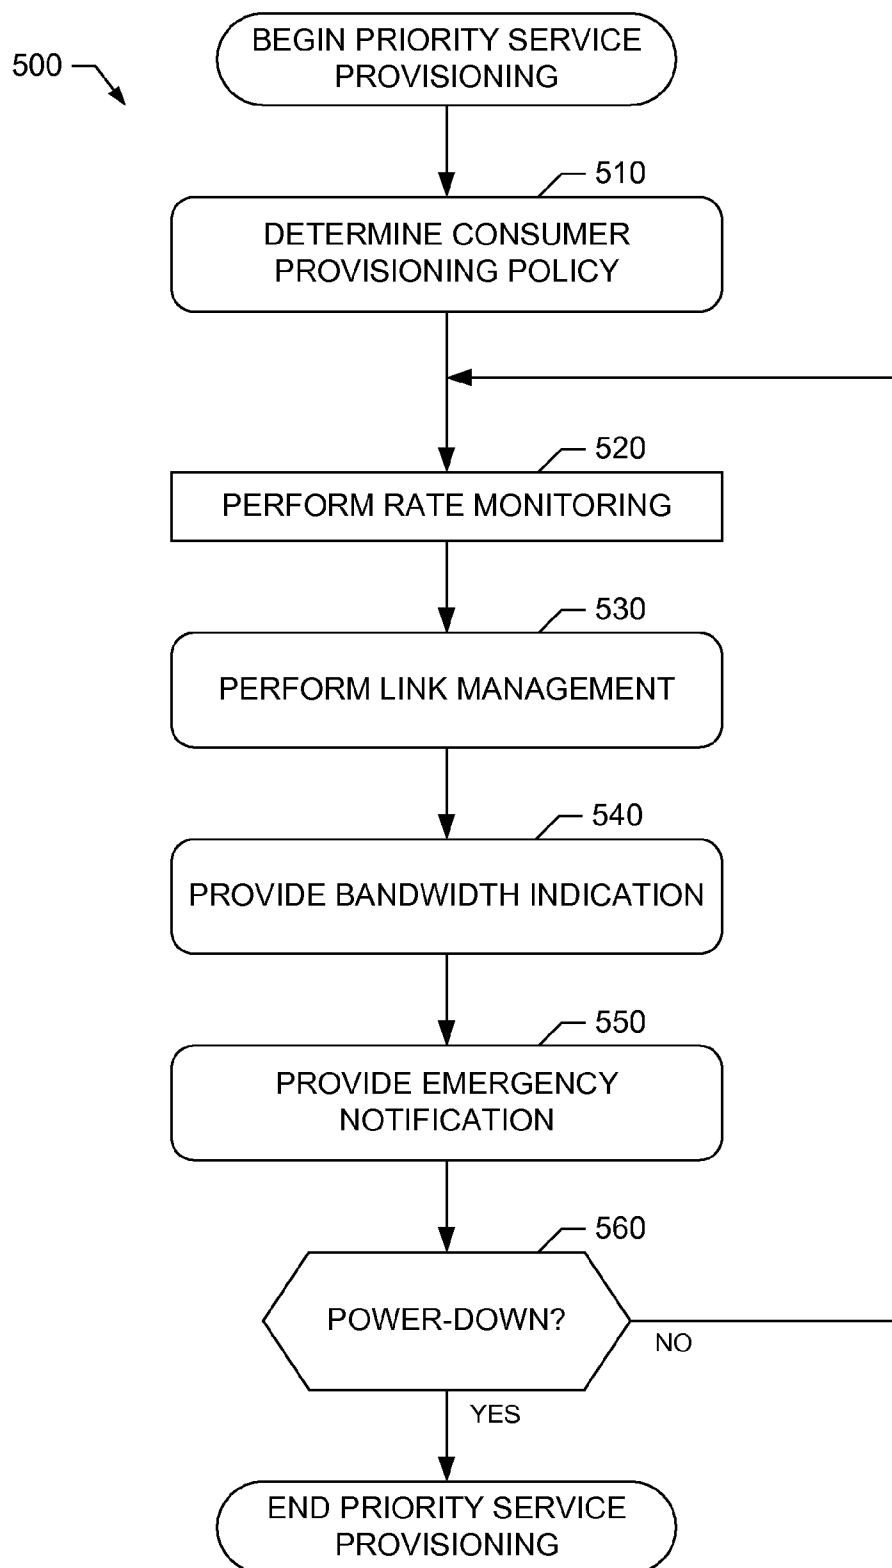 BEGIN PRIORITY SERVICE
PROVISIONING
500
510
DETERMINE CONSUMER
PROVISIONING POLICY
520
PERFORM RATE MONITORING
530
PERFORM LINK MANAGEMENT
540
PROVIDE BANDWIDTH INDICATION
550
PROVIDE EMERGENCY
NOTIFICATION
560
POWER-DOWN?
NO
YES
END PRIORITY SERVICE
PROVISIONING